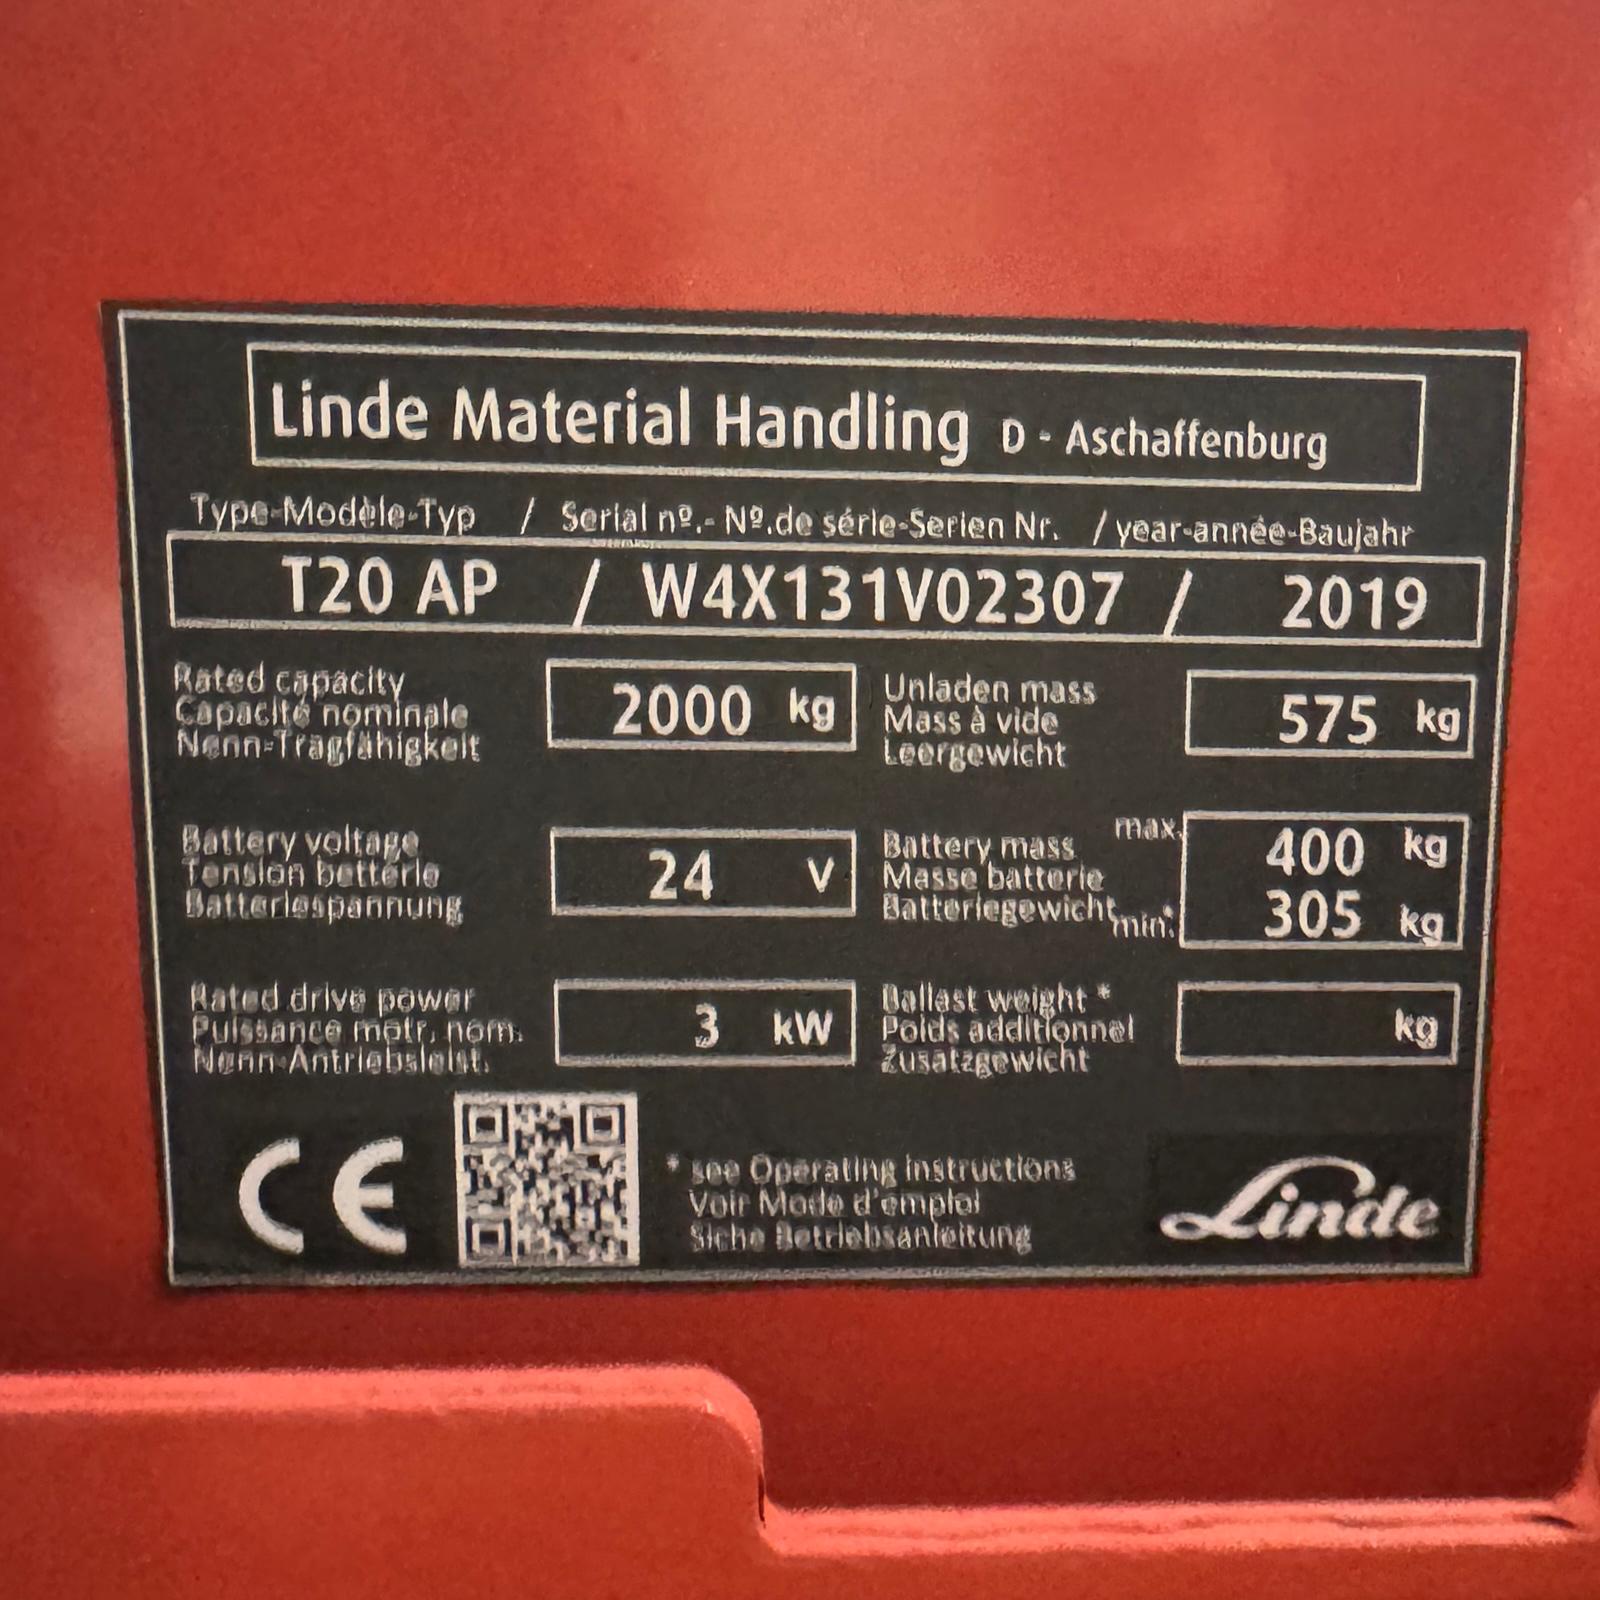 Linde Material Handling D - Aschaffenburg
Type-Modèle-Typ / Serial nº.- Nº.de série-Serien Nr. / year-année-Baujahr
T20 AP / W4X131V02307 / 2019
Rated capacity
Capacité nominale
Nenn-Tragfähigkeit
2000 kg
Unladen mass
Mass à vide
Leergewicht
575 kg
Battery voltage
Tension batterie
Batteriespannung
24 V
Battery mass
Masse batterie
Batteriegewicht
max.
400 kg
min.
305 kg
Rated drive power
Puissance motr. nom.
Nenn-Antriebsleist.
3 kW
Ballast weight *
Poids additionnel
Zusatzgewicht
kg
CE
* see Operating instructions
Voir Mode d'emploi
Siehe Betriebsanleitung
Linde